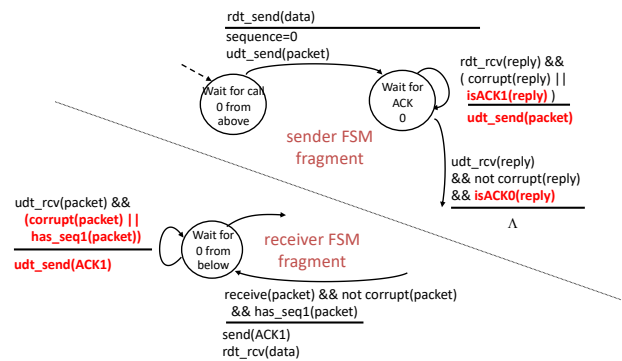 rdt_send(data)
sequence=0
udt_send(packet)
Wait for call
0 from
above
Wait for
ACK
0
rdt_rcv(reply) &&
( corrupt(reply) ||
isACK1(reply) )
udt_send(packet)
sender FSM
fragment
udt_rcv(reply)
&& not corrupt(reply)
&& isACK0(reply)
Λ
udt_rcv(packet) &&
(corrupt(packet) ||
has_seq1(packet))
udt_send(ACK1)
Wait for
0 from
below
receiver FSM
fragment
receive(packet) && not corrupt(packet)
&& has_seq1(packet)
send(ACK1)
rdt_rcv(data)